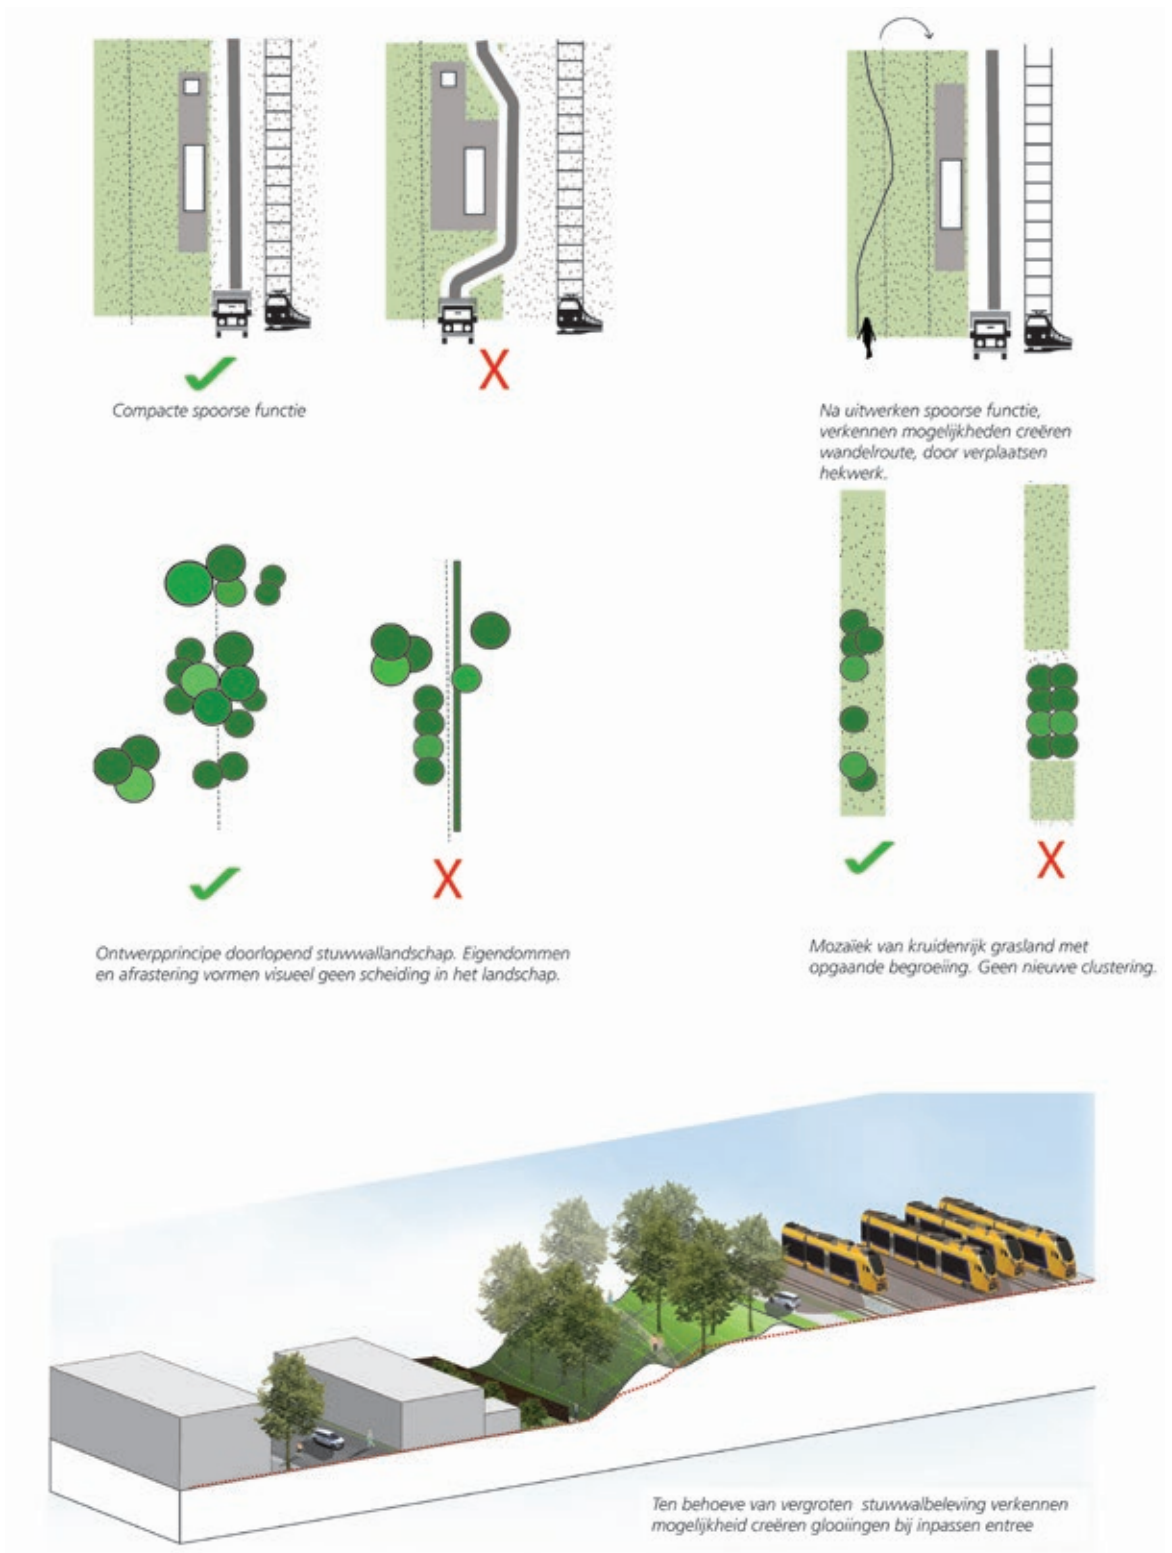 X
Compacte spoorse functie
Na uitwerken spoorse functie,
verkennen mogelijkheden creëren
wandelroute, door verplaatsen
hekwerk.
X
X
Ontwerpprincipe doorlopend stuwwallandschap. Eigendommen
en afrastering vormen visueel geen scheiding in het landschap.
Mozaïek van kruidenrijk grasland met
opgaande begroeiing. Geen nieuwe clustering.
Ten behoeve van vergroten stuwwalbeleving verkennen
mogelijkheid creëren glooiingen bij inpassen entree